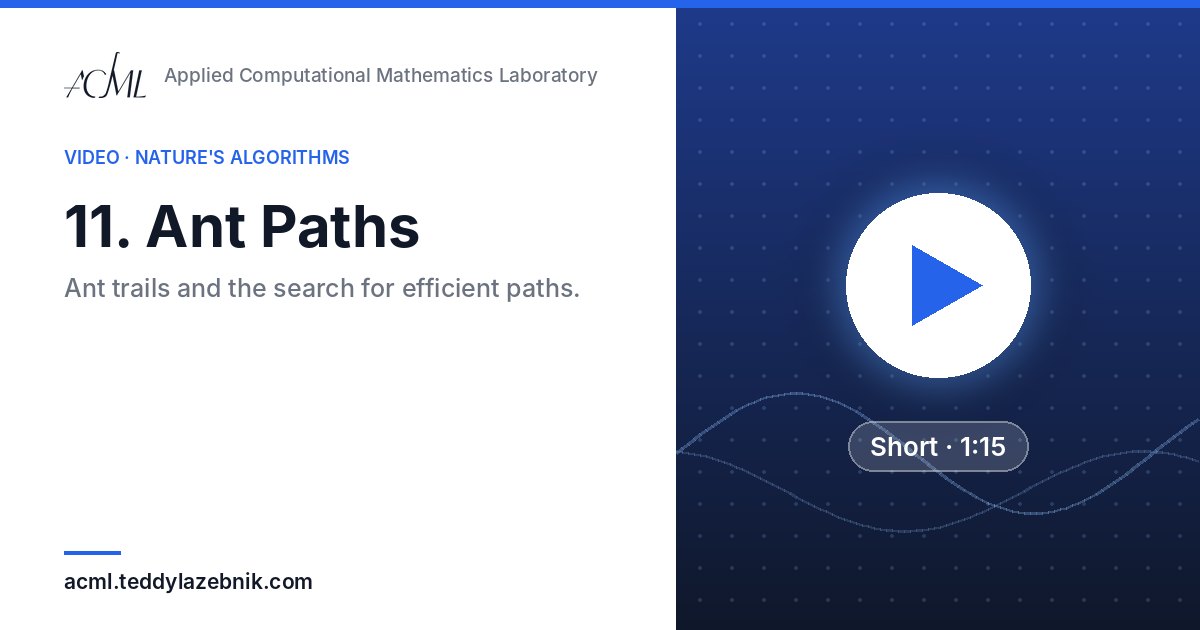 ACML
Applied Computational Mathematics Laboratory
VIDEO · NATURE'S ALGORITHMS
11. Ant Paths
Ant trails and the search for efficient paths.
Short · 1:15
acml.teddylazebnik.com